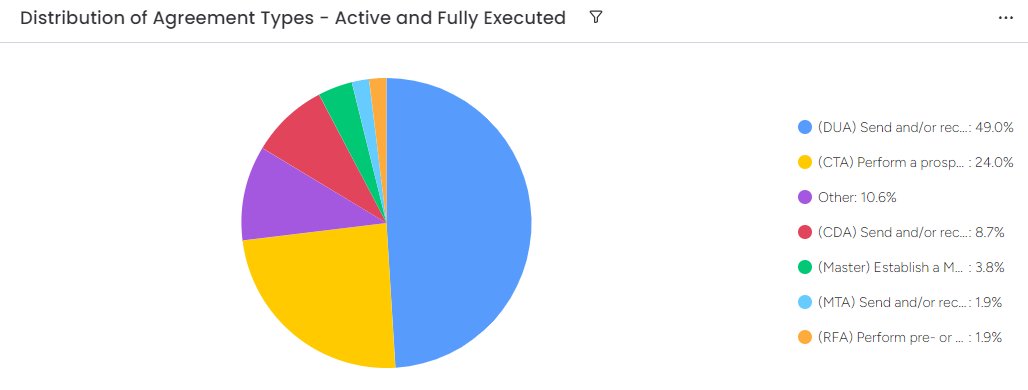 Distribution of Agreement Types - Active and Fully Executed
(DUA) Send and/or rec...: 49.0%
(CTA) Perform a prosp... : 24.0%
Other: 10.6%
(CDA) Send and/or rec...: 8.7%
(Master) Establish a M... : 3.8%
(MTA) Send and/or rec...: 1.9%
(RFA) Perform pre- or ... : 1.9%